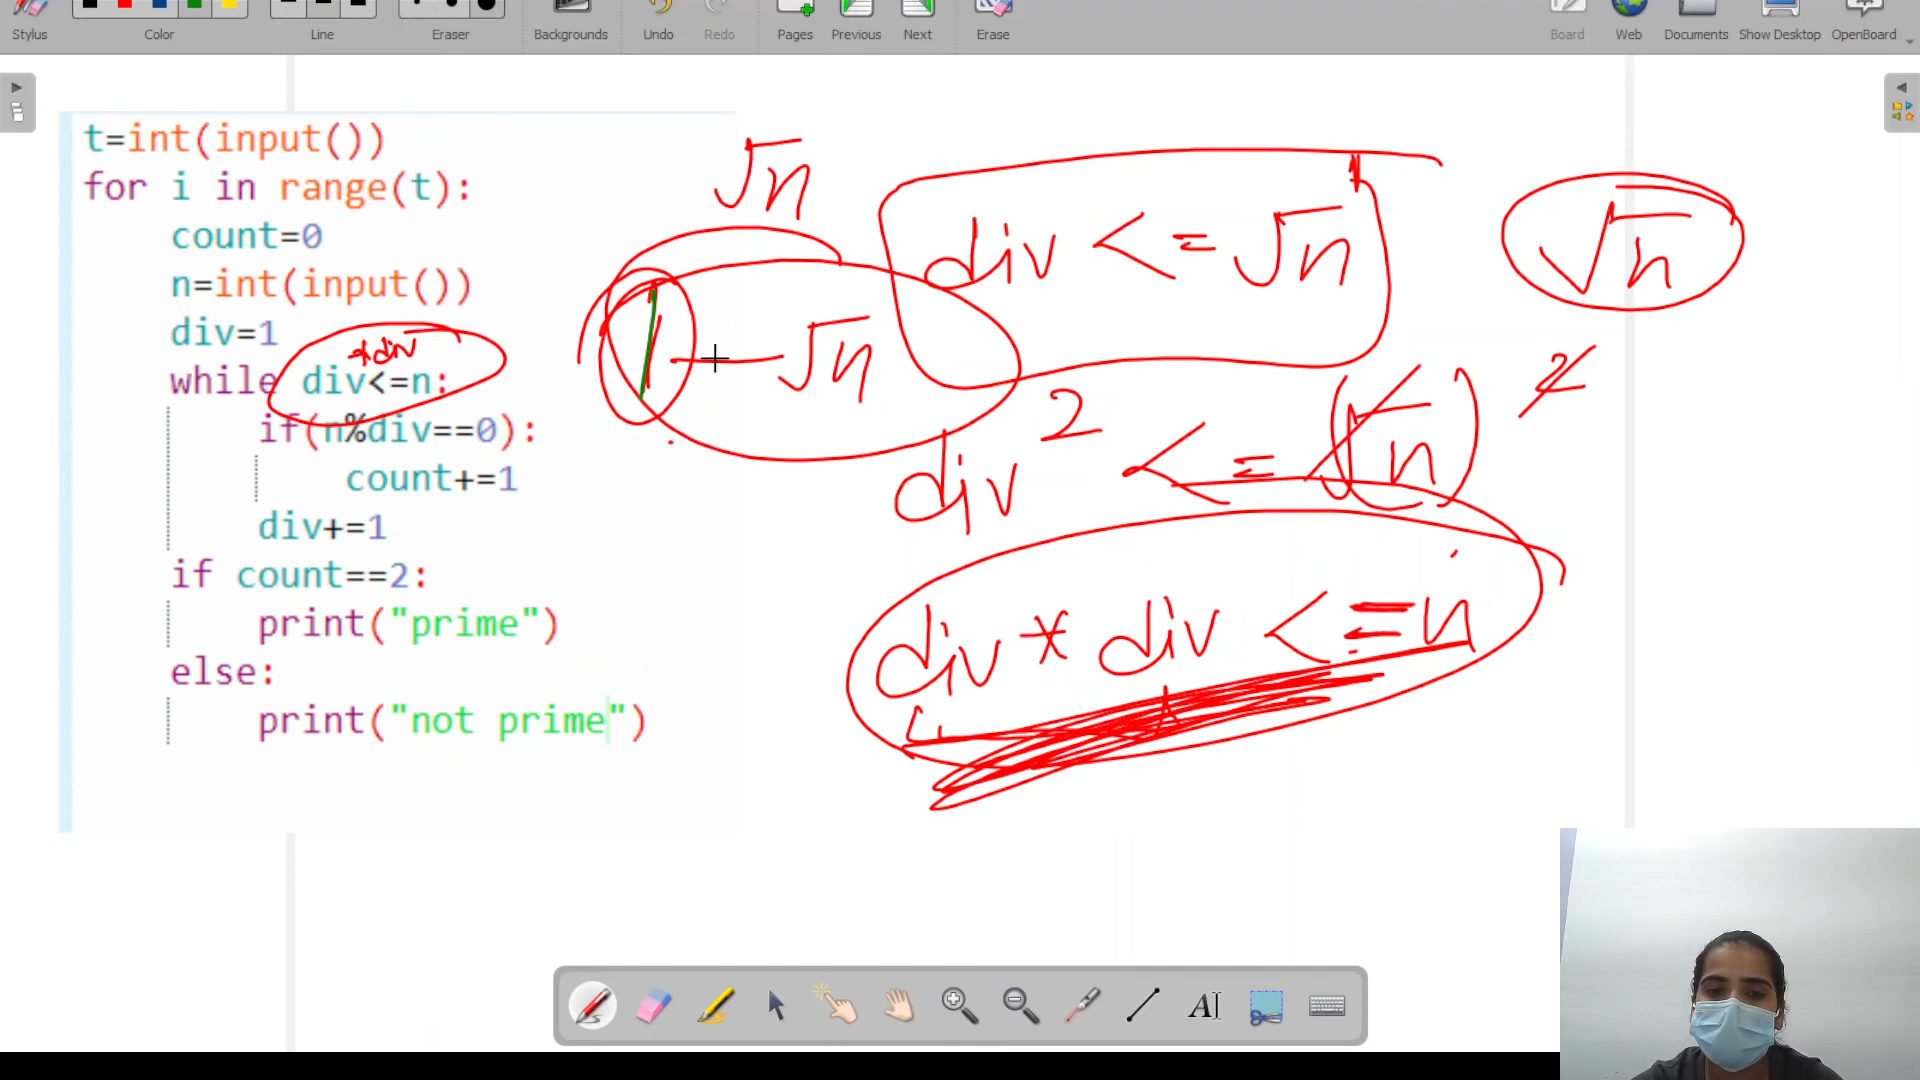 Stylus Color Line Eraser Backgrounds Undo Redo Pages Previous Next Erase Board Web Documents Show Desktop OpenBoard
t=int(input())
for i in range(t):
count=0
n=int(input())
div=1
*div
while div<=n:
if(n%div==0):
count+=1
div+=1
if count==2:
print("prime")
else:
print("not prime")
√n
1 — √n
div <= √n
√n
div² <= (√n)²
div * div <= n